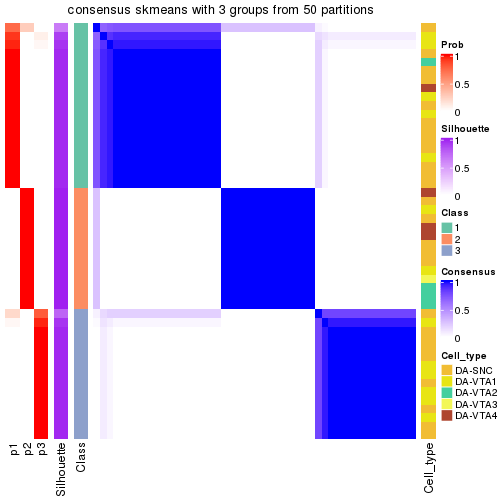 consensus skmeans with 3 groups from 50 partitions
Prob
1
0.5
0
Silhouette
1
0.5
0
Class
1
2
3
Consensus
1
0.5
0
Cell_type
DA-SNC
DA-VTA1
DA-VTA2
DA-VTA3
DA-VTA4
p1
p2
p3
Silhouette
Class
Cell_type